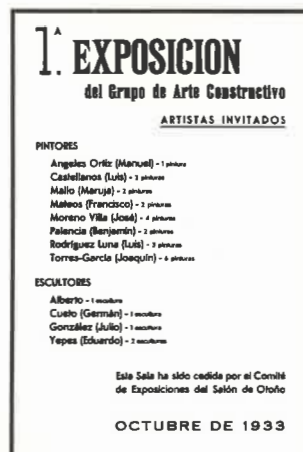 1.ª EXPOSICION
del Grupo de Arte Constructivo
ARTISTAS INVITADOS
PINTORES
Angeles Ortiz (Manuel) - 1 pintura
Castellanos (Luis) - 3 pinturas
Mallo (Maruja) - 2 pinturas
Mateos (Francisco) - 2 pinturas
Moreno Villa (José) - 4 pinturas
Palencia (Benjamín) - 2 pinturas
Rodríguez Luna (Luis) - 3 pinturas
Torres-García (Joaquín) - 6 pinturas
ESCULTORES
Alberto - 1 escultura
Cueto (Germán) - 1 escultura
González (Julio) - 1 escultura
Yepes (Eduardo) - 2 esculturas
Esta Sala ha sido cedida por el Comité
de Exposiciones del Salón de Otoño
OCTUBRE DE 1933